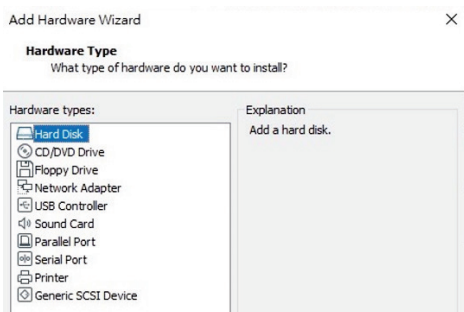 Add Hardware Wizard
Hardware Type
What type of hardware do you want to install?
Hardware types:
Hard Disk
CD/DVD Drive
Floppy Drive
Network Adapter
USB Controller
Sound Card
Parallel Port
Serial Port
Printer
Generic SCSI Device
Explanation
Add a hard disk.